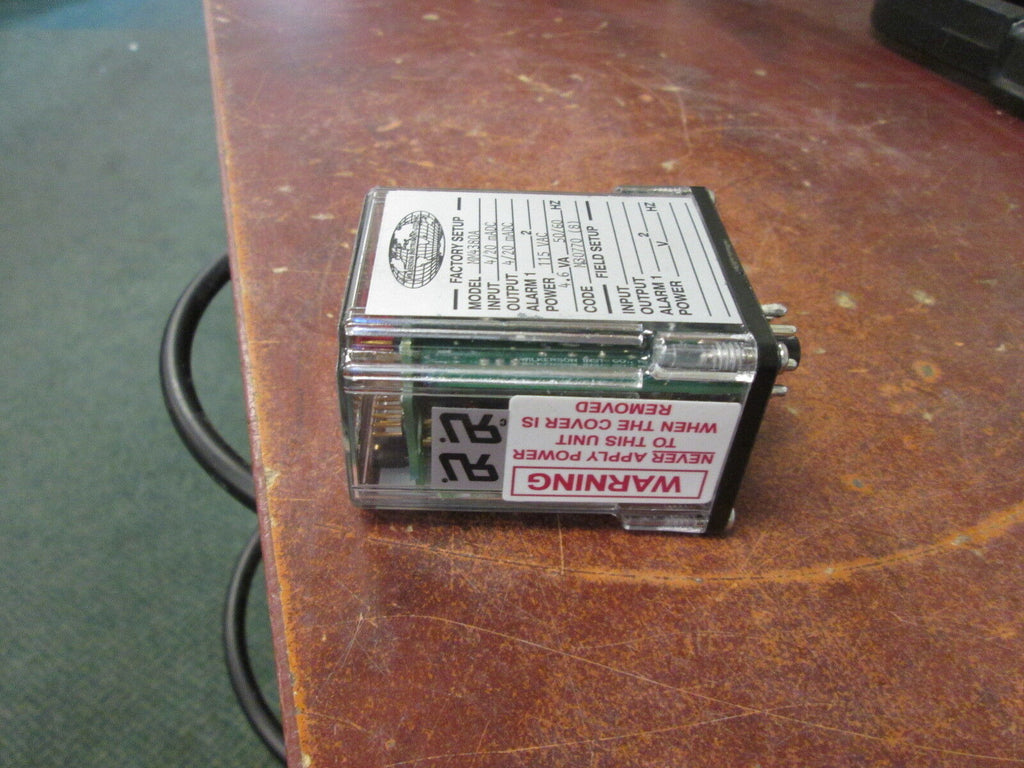 FACTORY SETUP
MODEL
INPUT 4/20 mADC
OUTPUT 4/20 mADC
ALARM 1 2
POWER 115 VAC 50/60 HZ
4.6 VA
CODE
FIELD SETUP
INPUT
OUTPUT
ALARM 1 2
POWER V HZ
WARNING
NEVER APPLY POWER
TO THIS UNIT
WHEN THE COVER IS
REMOVED